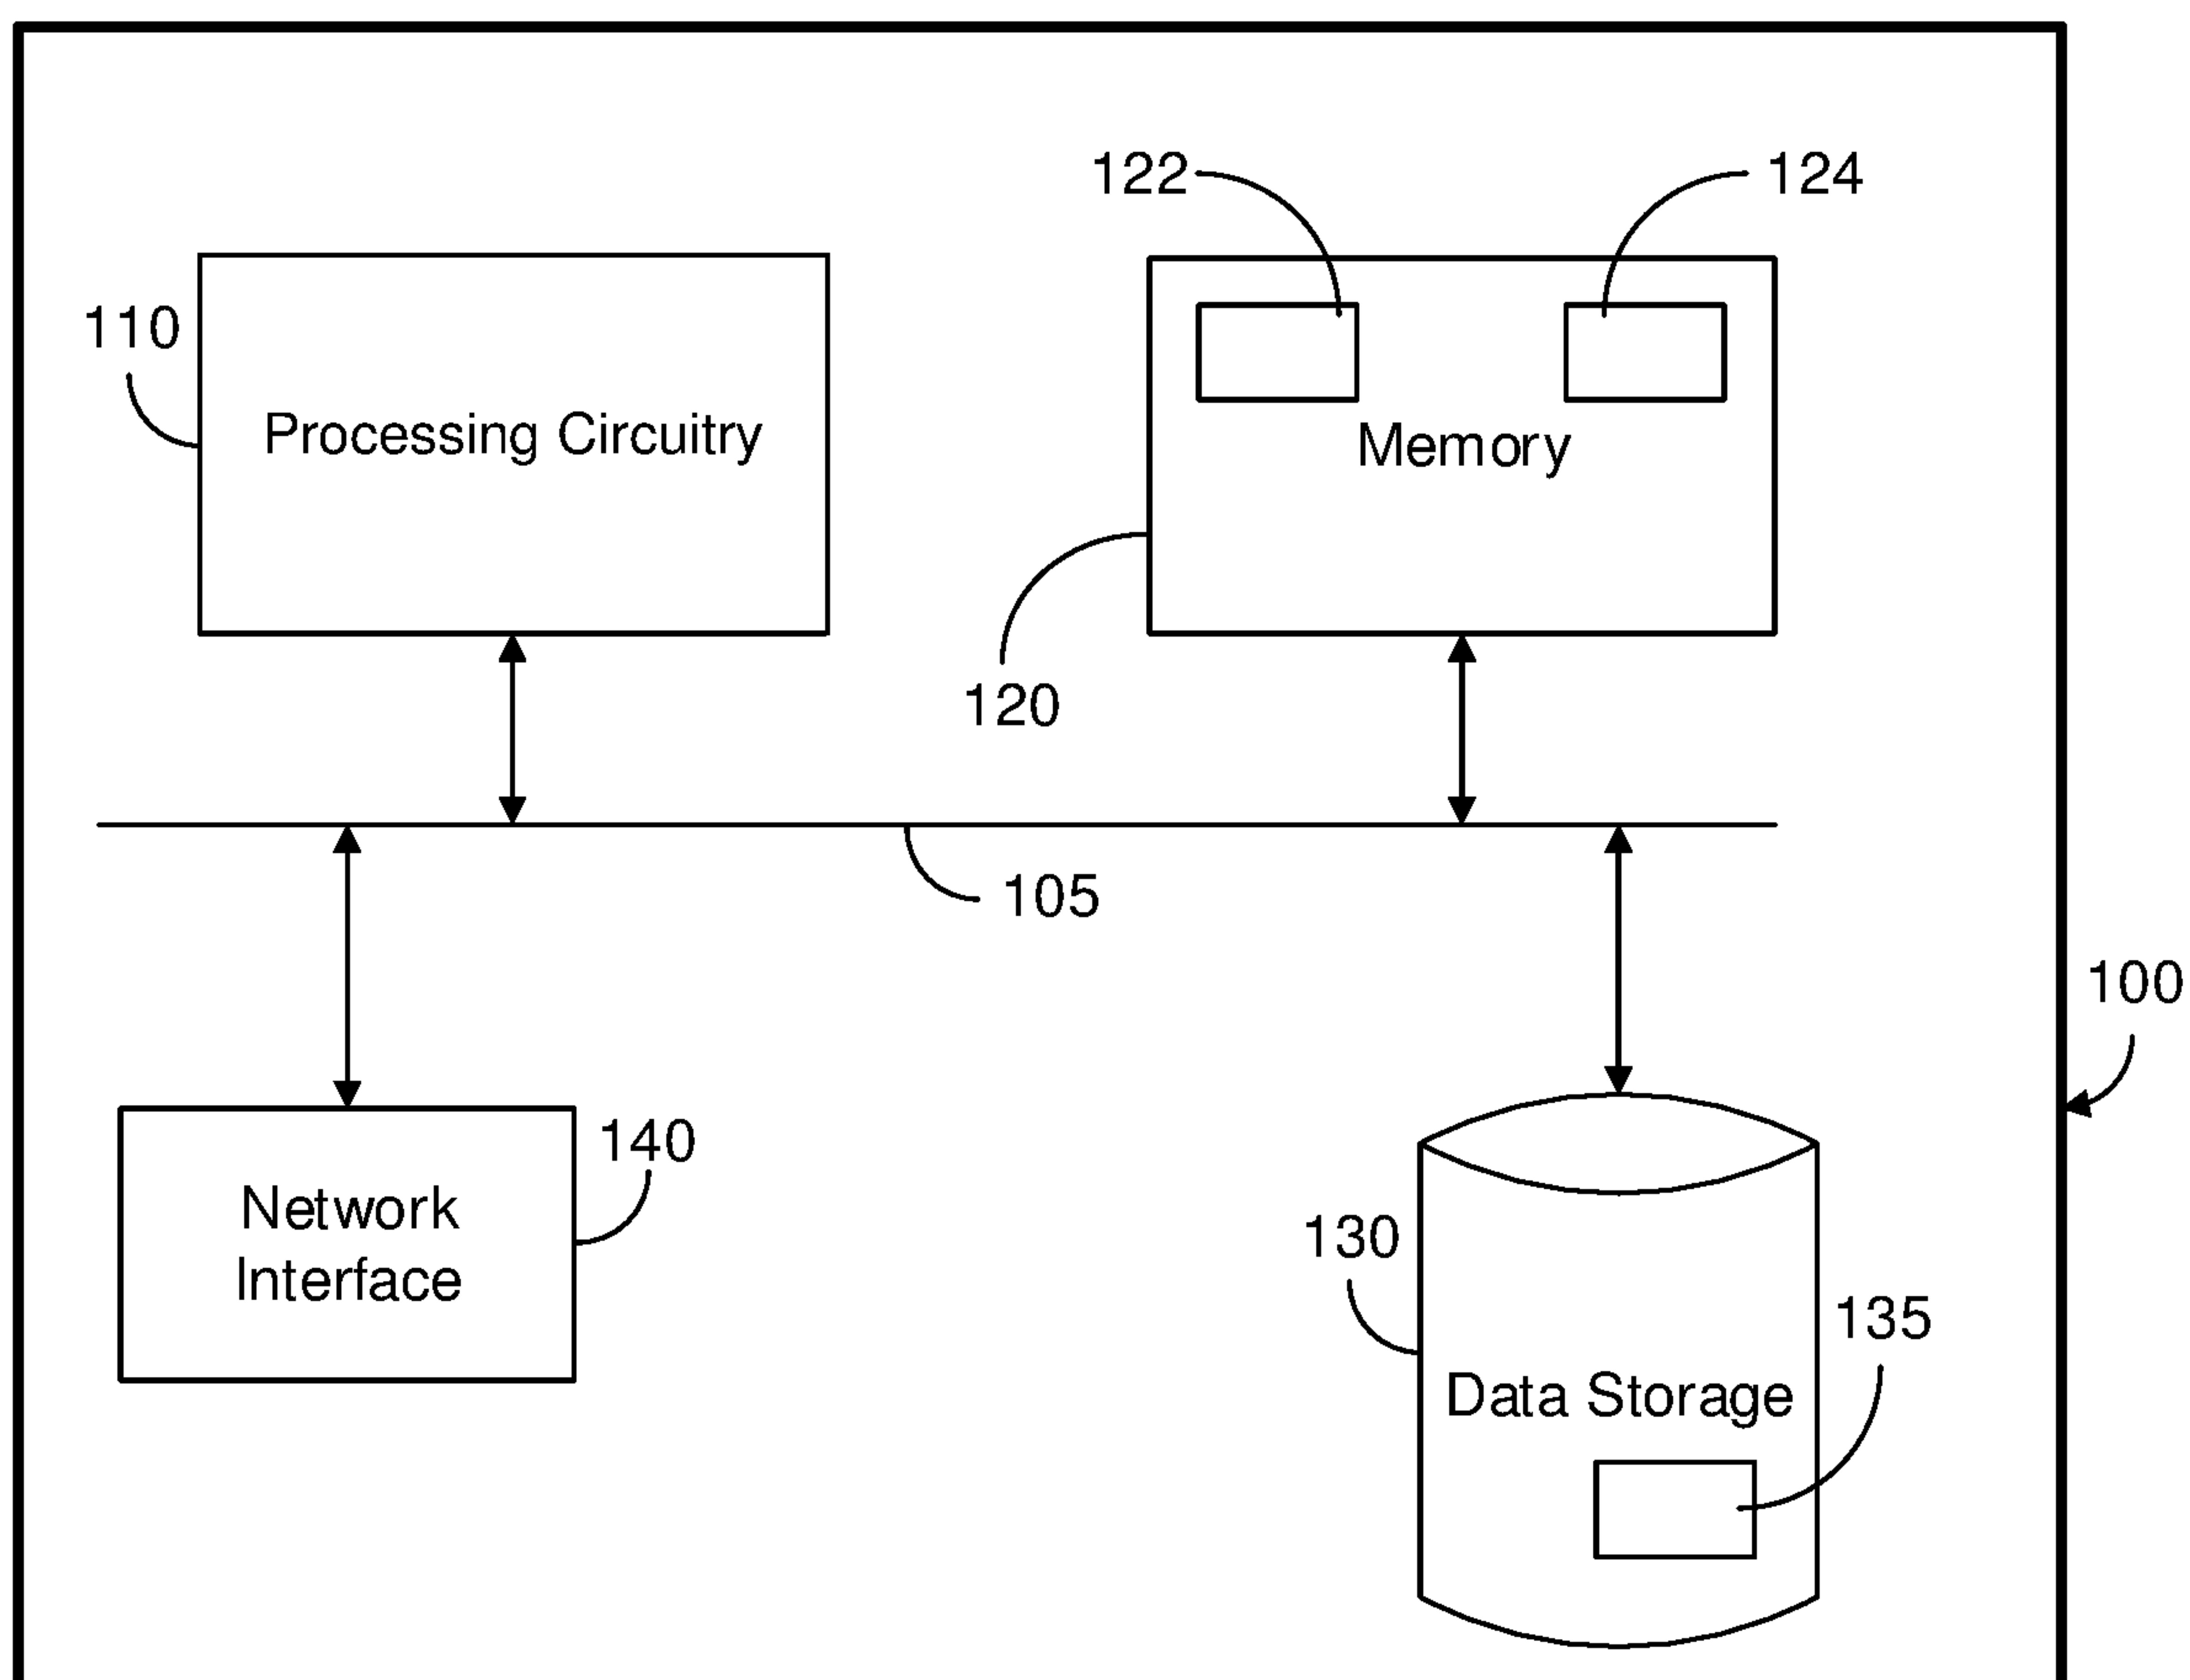 122
124
110
Processing Circuitry
Memory
120
105
100
140
Network
Interface
130
135
Data Storage